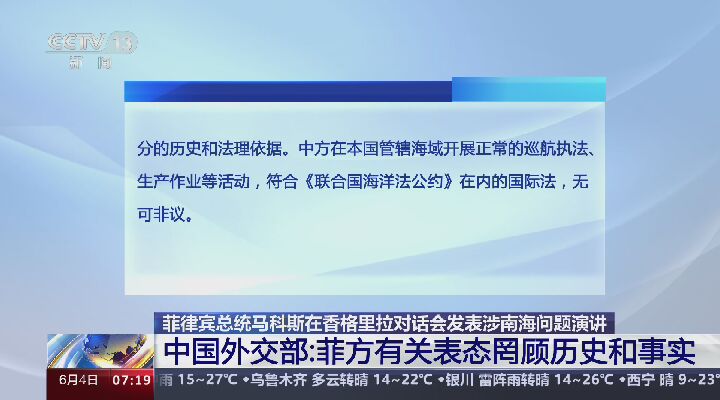 CCTV 13
新闻
分的历史和法理依据。中方在本国管辖海域开展正常的巡航执法、
生产作业等活动，符合《联合国海洋法公约》在内的国际法，无
可非议。
菲律宾总统马科斯在香格里拉对话会发表涉南海问题演讲
中国外交部:菲方有关表态罔顾历史和事实
6月4日 07:19 雨 15~27℃ •乌鲁木齐 多云转晴 14~22℃ •银川 雷阵雨转晴 14~26℃ •西宁 晴 9~23